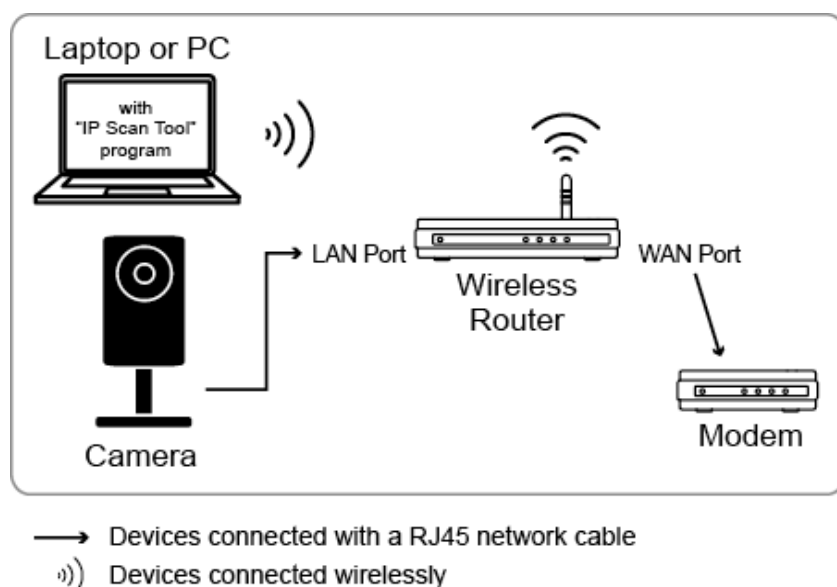 Laptop or PC
with
“IP Scan Tool”
program
LAN Port
WAN Port
Wireless
Router
Modem
Camera
Devices connected with a RJ45 network cable
Devices connected wirelessly